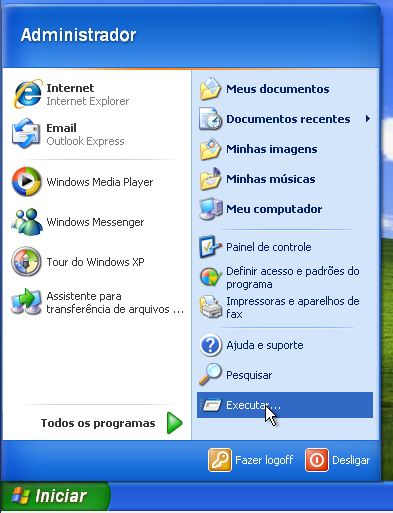 Administrador
Internet
Internet Explorer
Email
Outlook Express
Windows Media Player
Windows Messenger
Tour do Windows XP
Assistente para
transferência de arquivos ...
Todos os programas
Meus documentos
Documentos recentes
Minhas imagens
Minhas músicas
Meu computador
Painel de controle
Definir acesso e padrões do
programa
Impressoras e aparelhos de
fax
Ajuda e suporte
Pesquisar
Executar...
Fazer logoff
Desligar
Iniciar